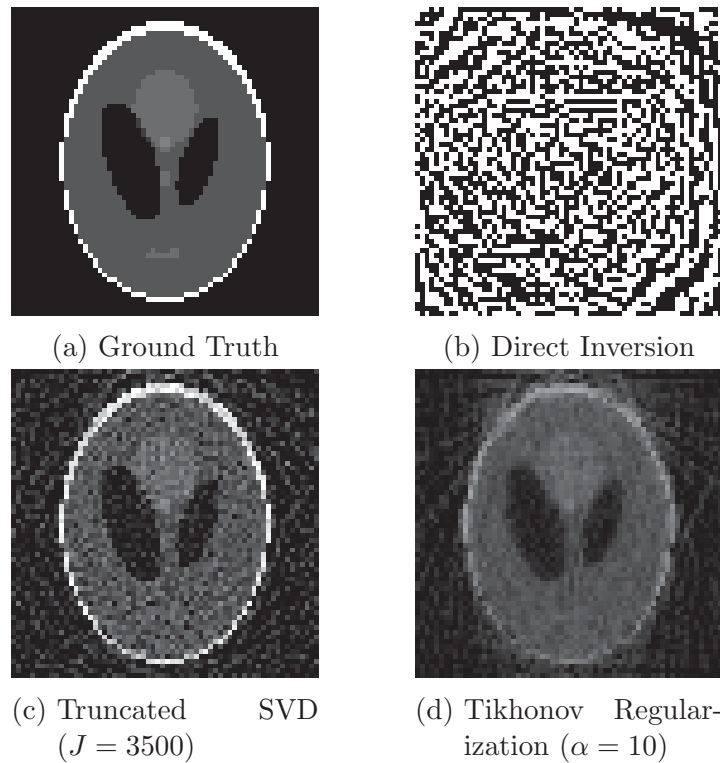 (a) Ground Truth
(b) Direct Inversion
(c) Truncated SVD
(J = 3500)
(d) Tikhonov Regular-
ization (α = 10)